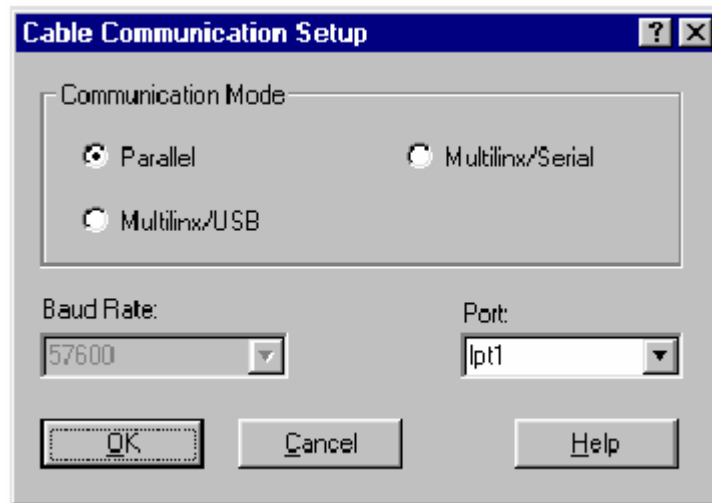 Cable Communication Setup ?
Communication Mode
Parallel Multilinx/Serial
Multilinx/USB
Baud Rate: Port:
57600 lpt1
OK Cancel Help